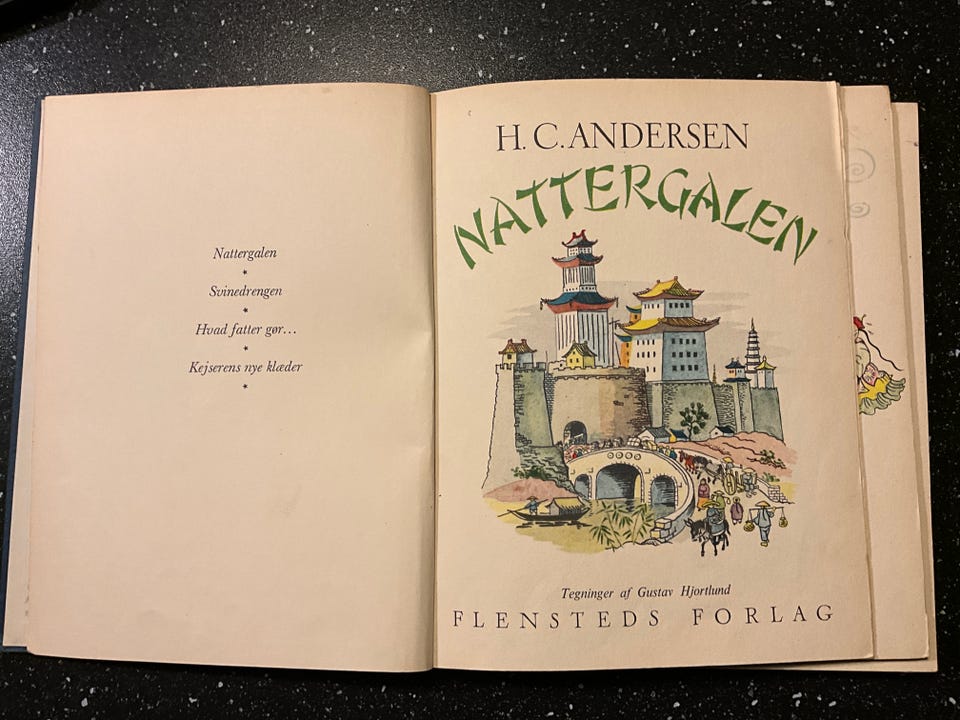 Nattergalen
★
Svinedrengen
★
Hvad fatter gør...
★
Kejserens nye klæder
★
H. C. ANDERSEN
NATTERGALEN
Tegninger af Gustav Hjortlund
FLENSTEDS FORLAG